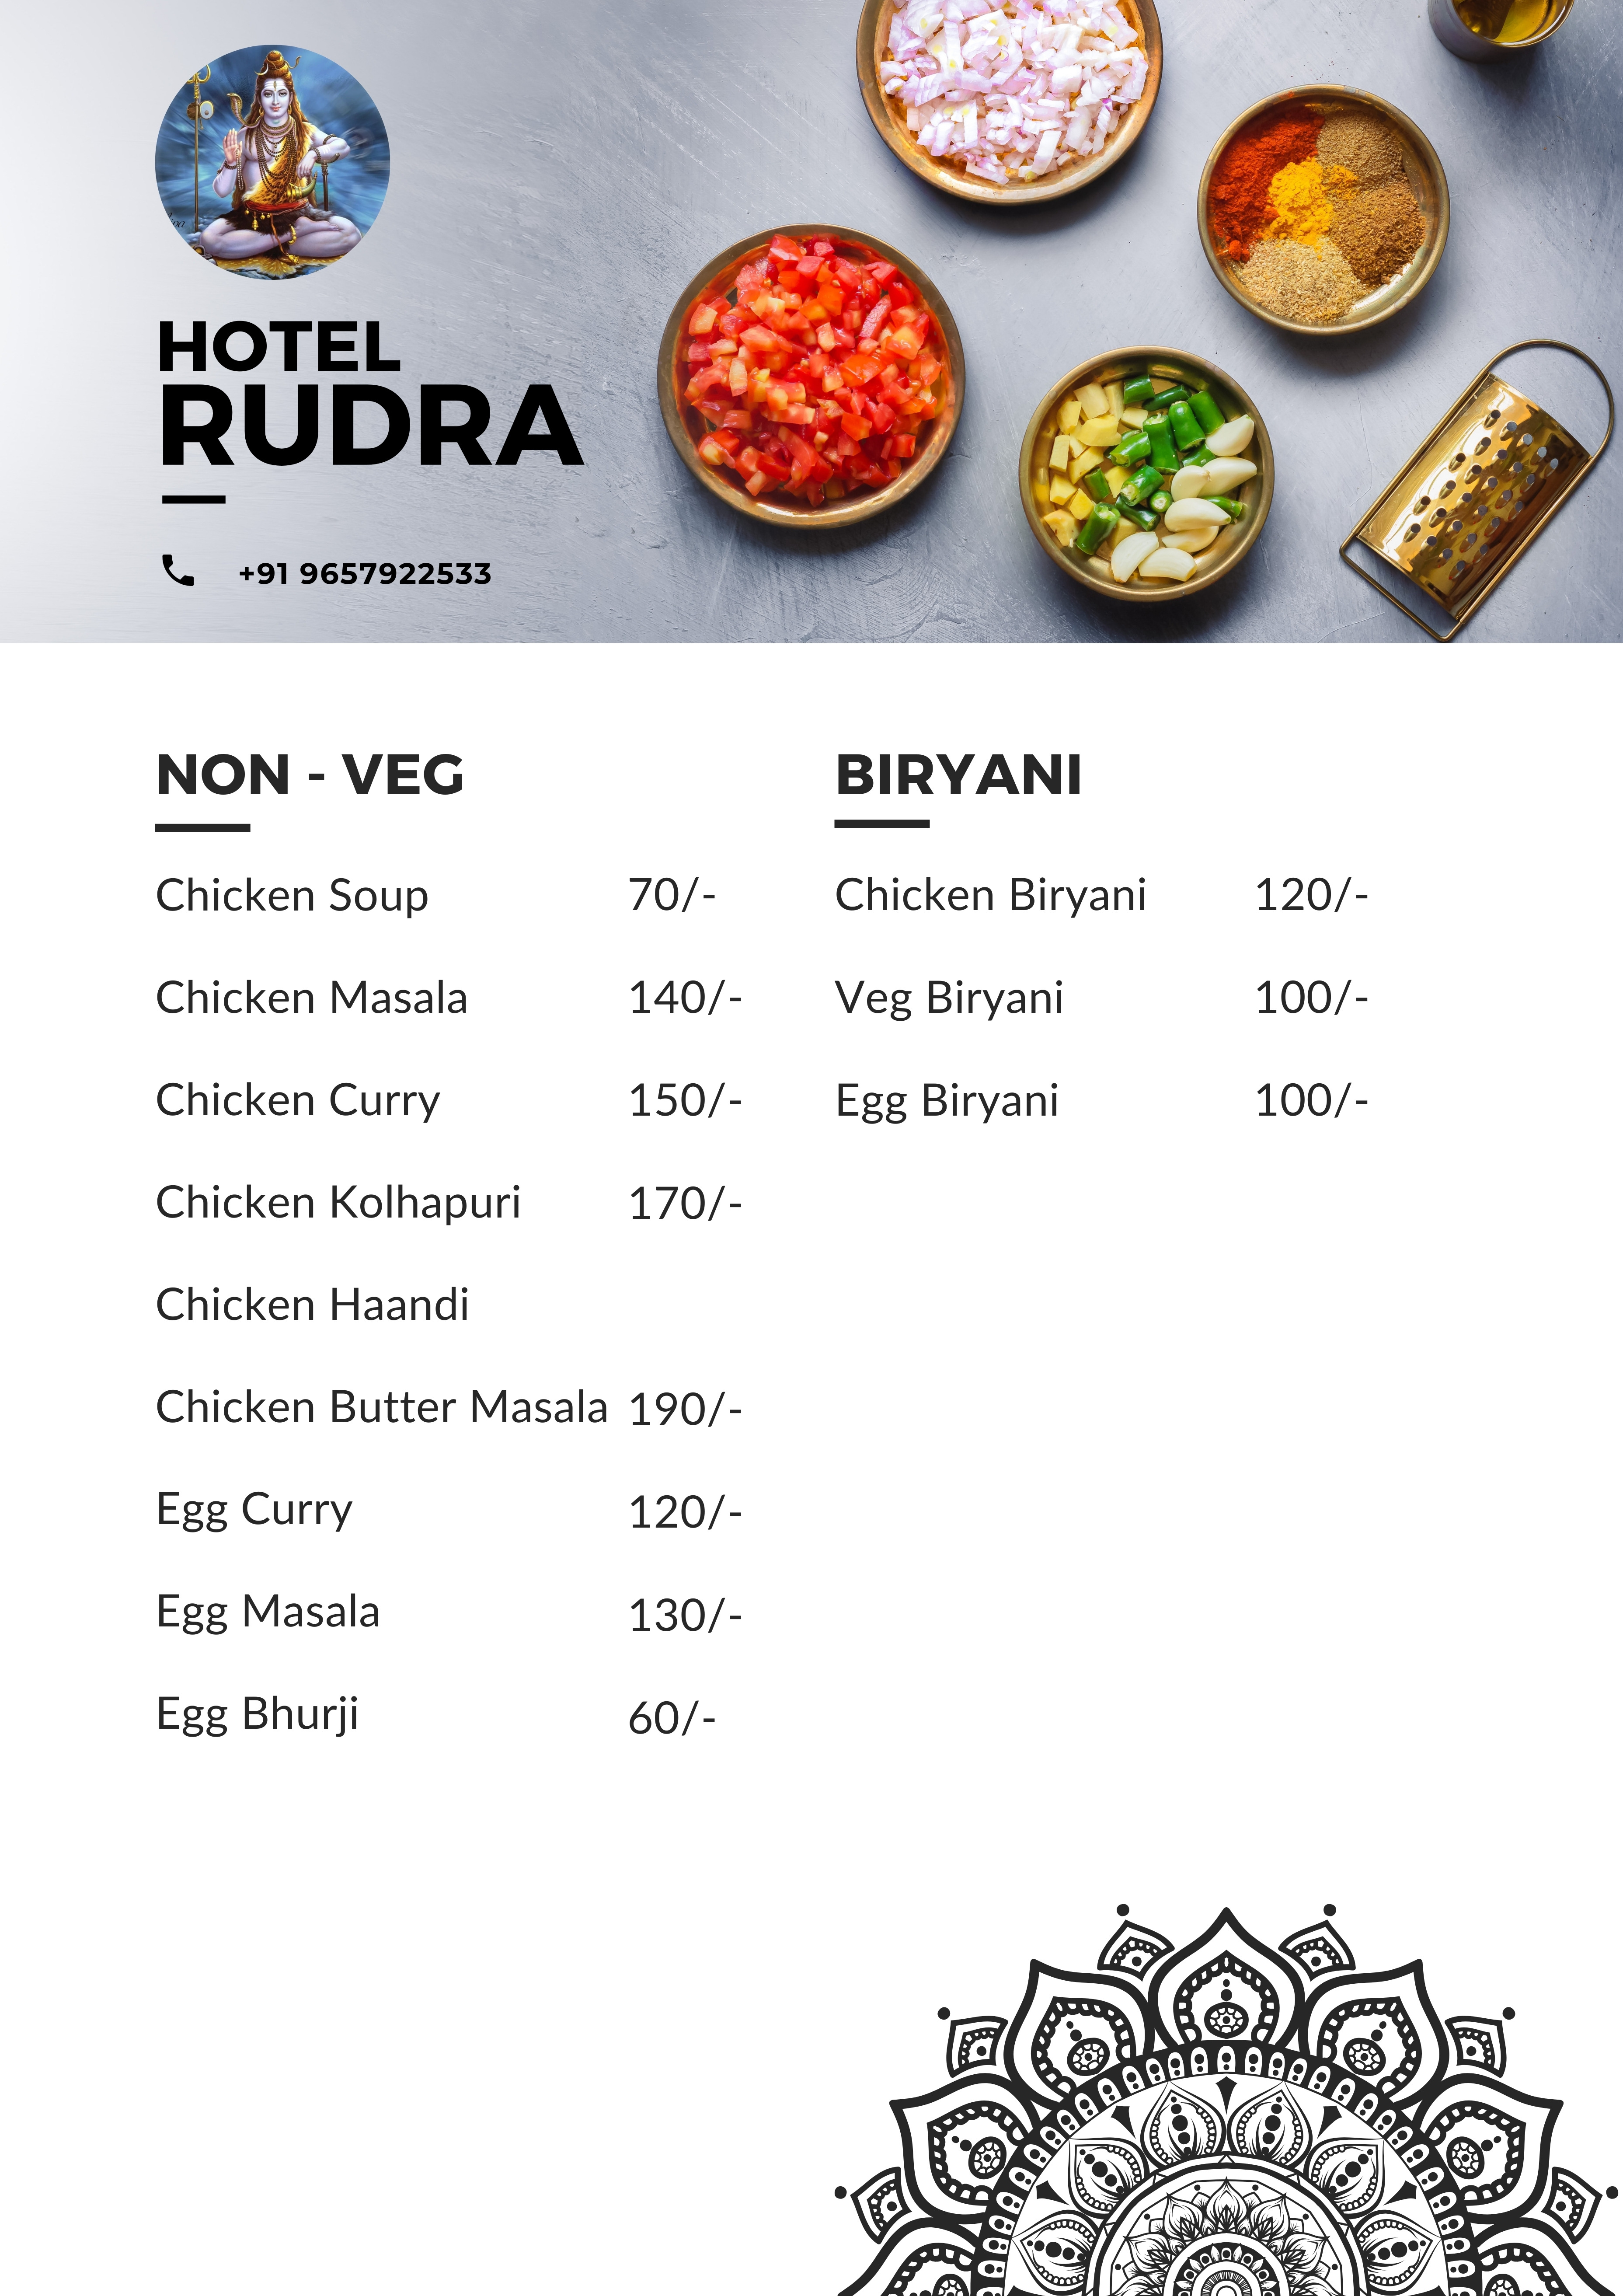 HOTEL
RUDRA
+91 9657922533
NON - VEG
Chicken Soup 70/-
Chicken Masala 140/-
Chicken Curry 150/-
Chicken Kolhapuri 170/-
Chicken Haandi
Chicken Butter Masala 190/-
Egg Curry 120/-
Egg Masala 130/-
Egg Bhurji 60/-
BIRYANI
Chicken Biryani 120/-
Veg Biryani 100/-
Egg Biryani 100/-